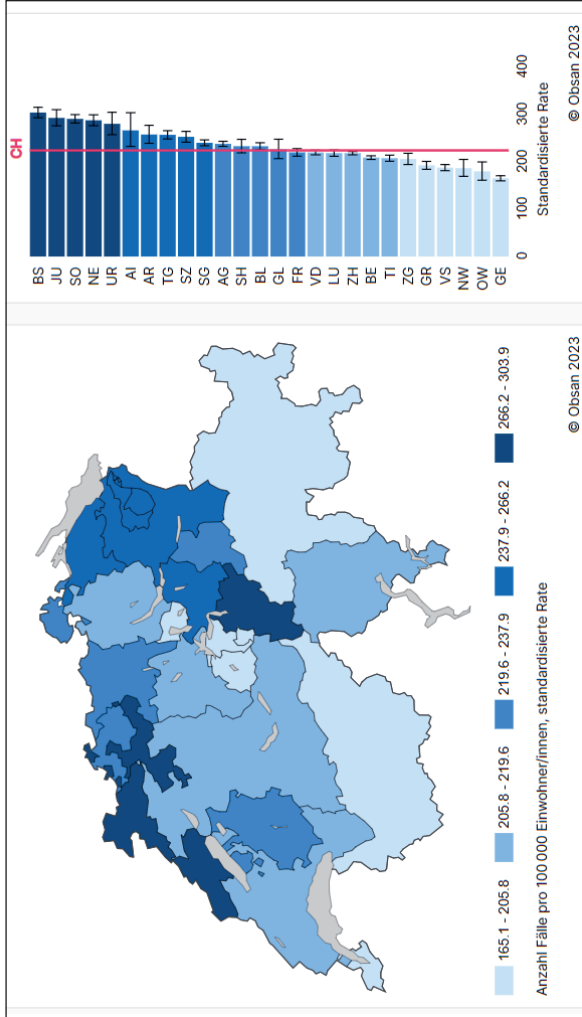 165.1 - 205.8
205.8 - 219.6
219.6 - 237.9
237.9 - 266.2
266.2 - 303.9
Anzahl Fälle pro 100 000 Einwohner/innen, standardisierte Rate
© Obsan 2023
CH
BS
JU
SO
NE
UR
AI
AR
TG
SZ
SG
AG
SH
BL
GL
FR
VD
LU
ZH
BE
TI
ZG
GR
VS
NW
OW
GE
0
100
200
300
400
Standardisierte Rate
© Obsan 2023